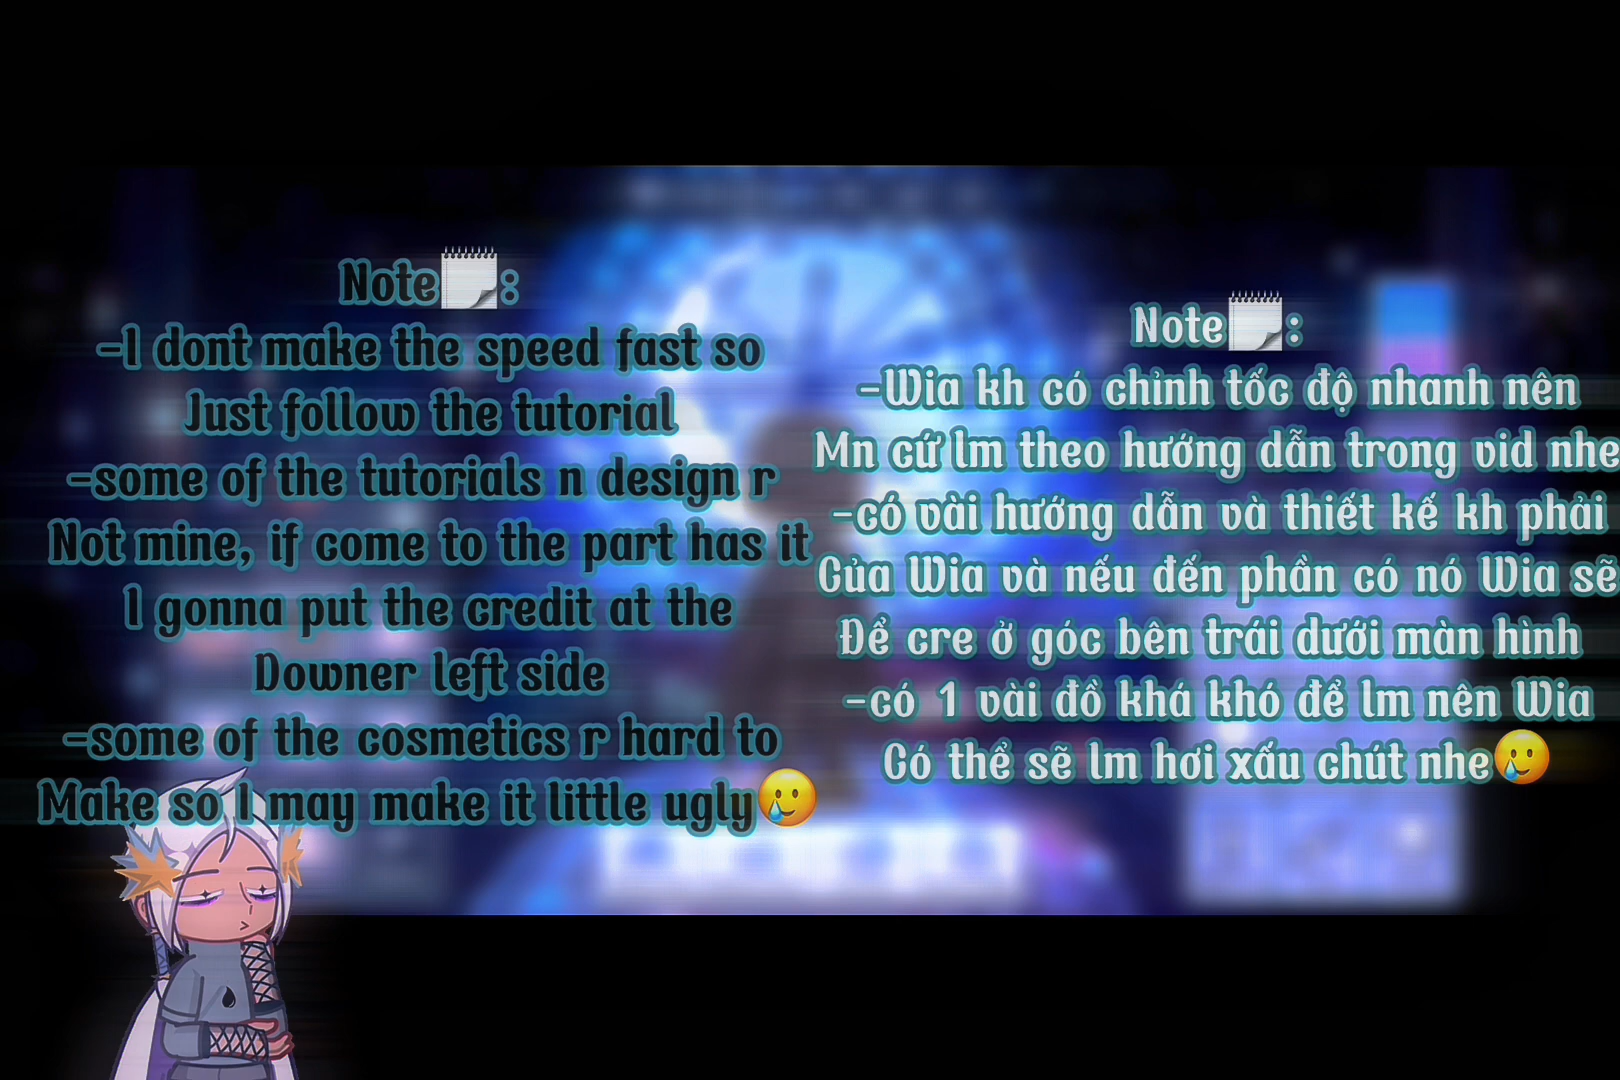 Note🗒️:
-I dont make the speed fast so
Just follow the tutorial
-some of the tutorials n design r
Not mine, if come to the part has it
I gonna put the credit at the
Downer left side
-some of the cosmetics r hard to
Make so I may make it little ugly🥲
Note🗒️:
-Wia kh có chỉnh tốc độ nhanh nên
Mn cứ lm theo hướng dẫn trong vid nhe
-có vài hướng dẫn và thiết kế kh phải
Của Wia và nếu đến phần có nó Wia sẽ
Để cre ở góc bên trái dưới màn hình
-có 1 vài đồ khá khó để lm nên Wia
Có thể sẽ lm hơi xấu chút nhe🥲